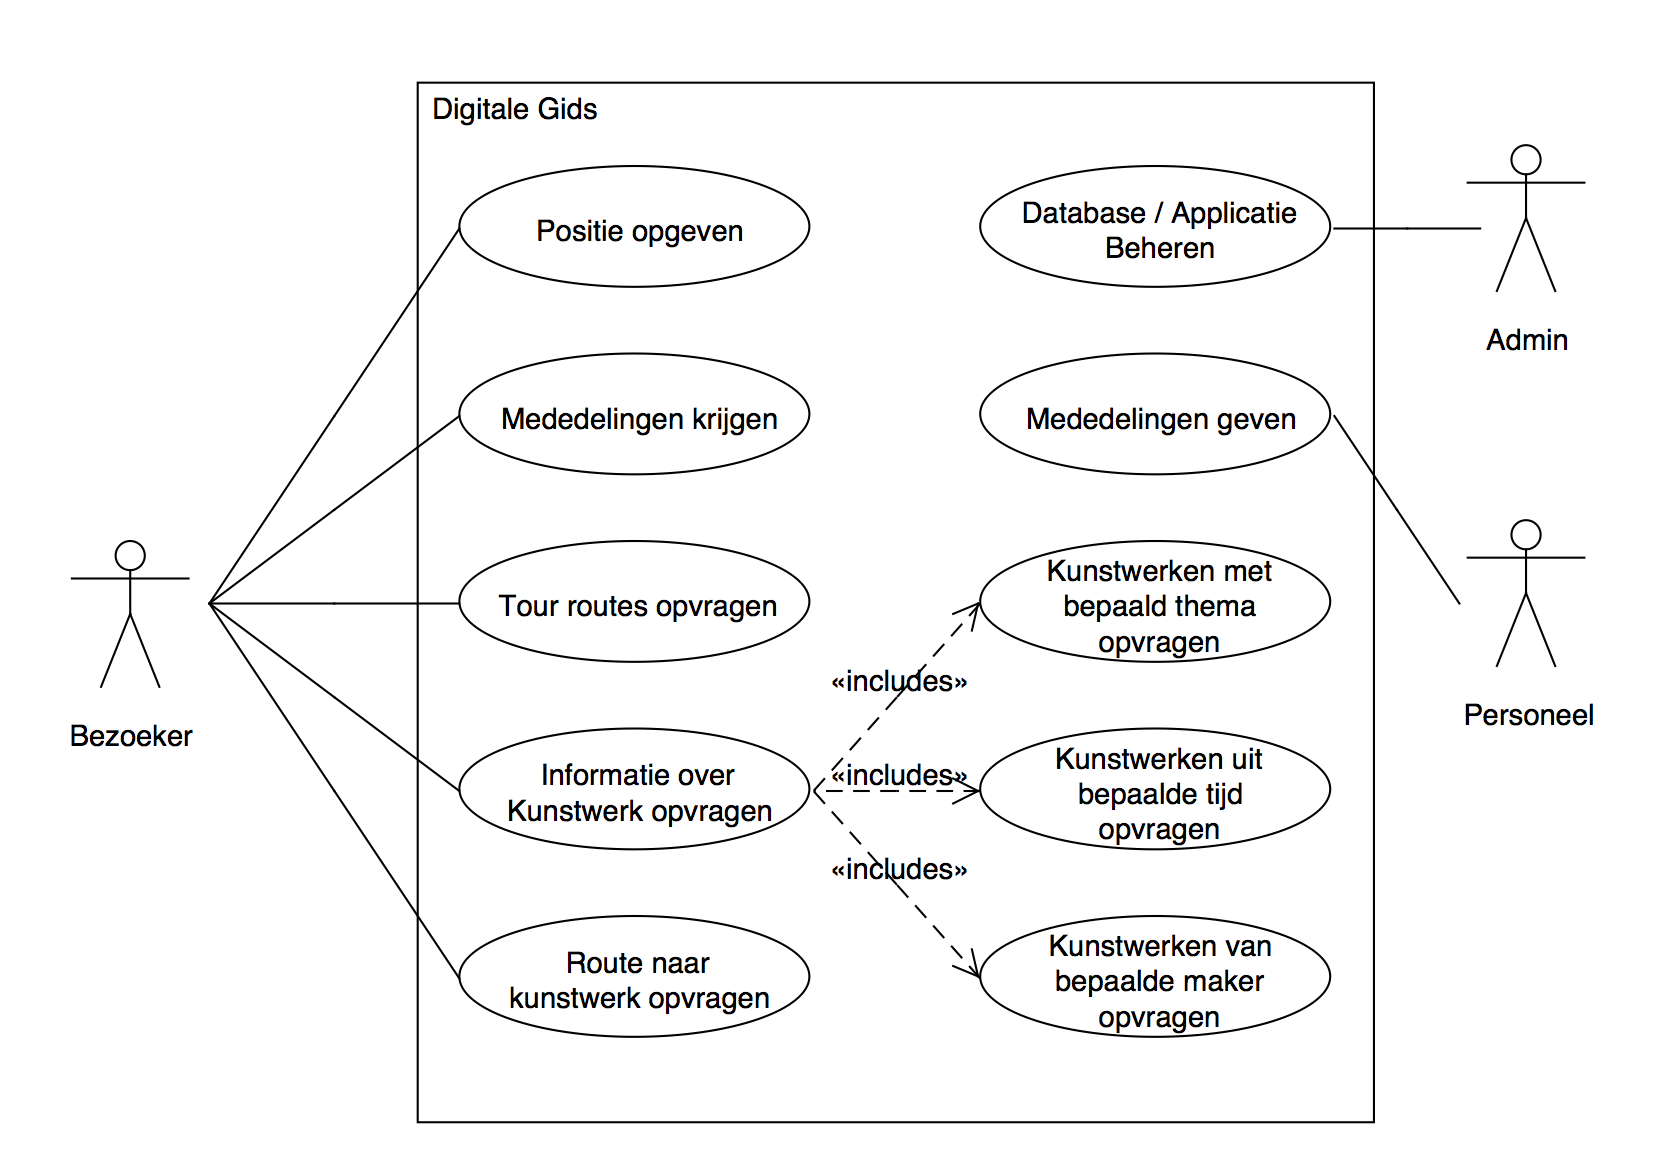 Digitale Gids
Positie opgeven
Database / Applicatie
Beheren
Admin
Mededelingen krijgen
Mededelingen geven
Bezoeker
Tour routes opvragen
Kunstwerken met
bepaald thema
opvragen
Personeel
«includes»
Informatie over
Kunstwerk opvragen
«includes»
Kunstwerken uit
bepaalde tijd
opvragen
«includes»
Route naar
kunstwerk opvragen
Kunstwerken van
bepaalde maker
opvragen